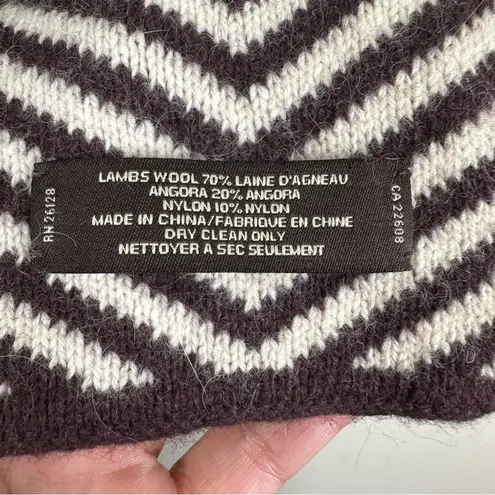 LAMBS WOOL 70% LAINE D'AGNEAU
ANGORA 20% ANGORA
NYLON 10% NYLON
MADE IN CHINA/FABRIQUE EN CHINE
DRY CLEAN ONLY
NETTOYER A SEC SEULEMENT
RN 26128
CA 22608